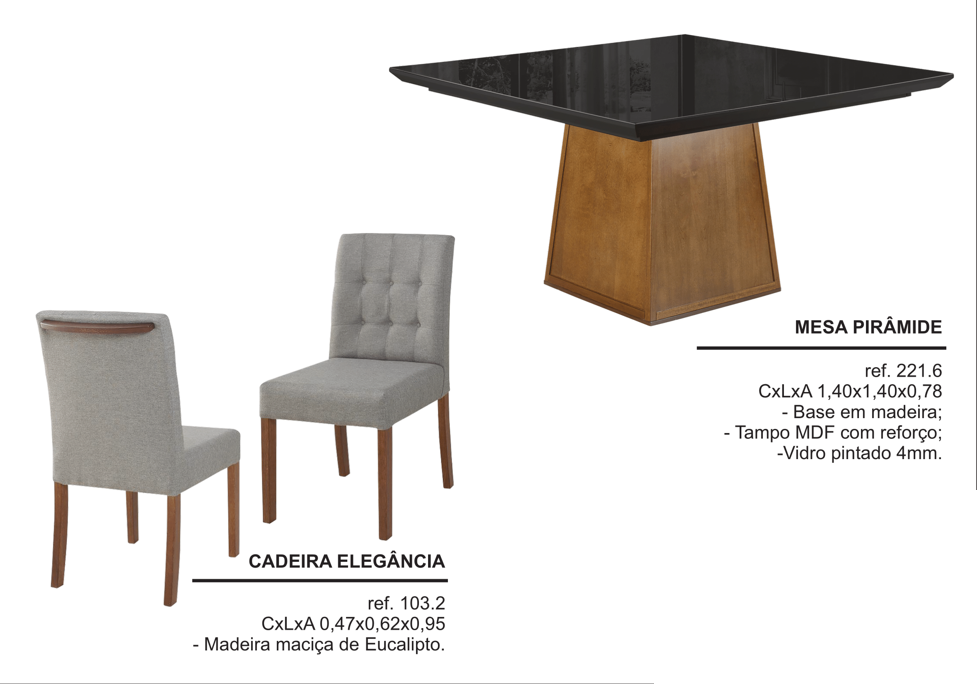 MESA PIRÂMIDE
ref. 221.6
CxLxA 1,40x1,40x0,78
- Base em madeira;
- Tampo MDF com reforço;
-Vidro pintado 4mm.
CADEIRA ELEGÂNCIA
ref. 103.2
CxLxA 0,47x0,62x0,95
- Madeira maciça de Eucalipto.